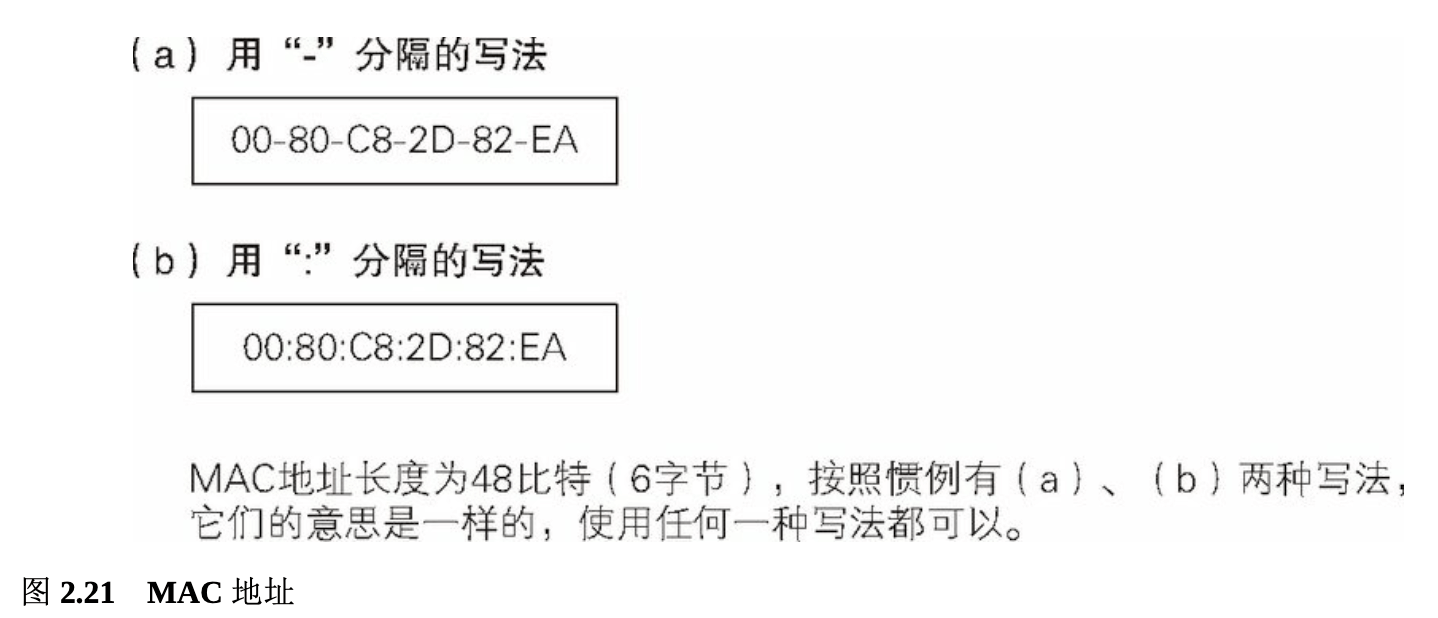 （a）用“-”分隔的写法
00-80-C8-2D-82-EA
（b）用“:”分隔的写法
00:80:C8:2D:82:EA
MAC地址长度为48比特（6字节），按照惯例有（a）、（b）两种写法，
它们的意思是一样的，使用任何一种写法都可以。
图 2.21 MAC 地址